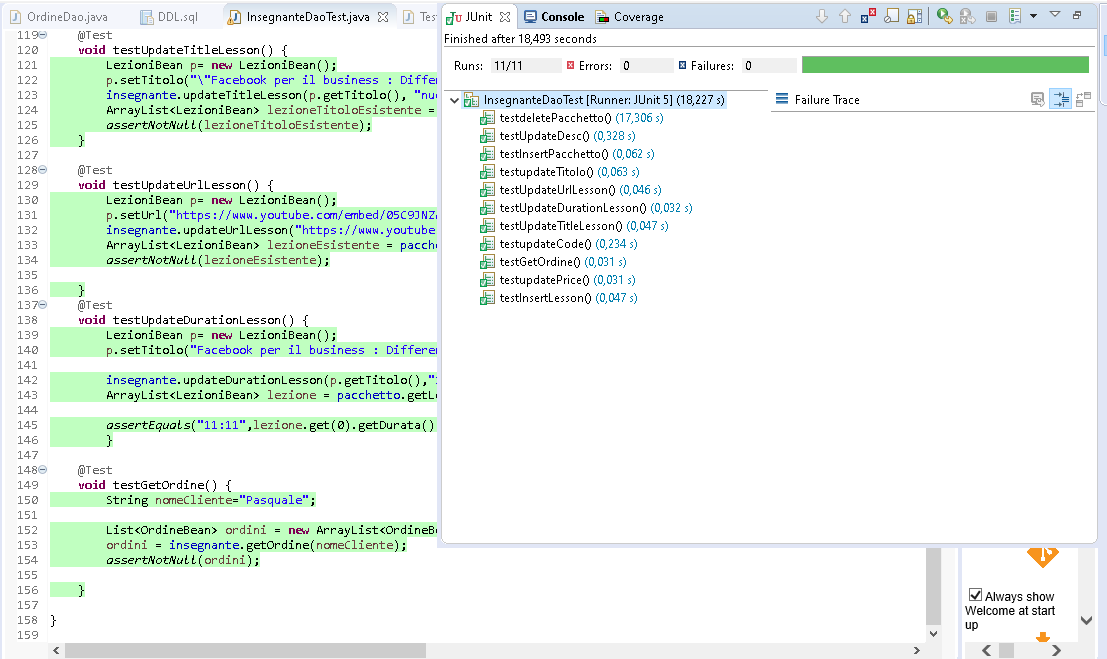 OrdineDao.java
DDL.sql
InsegnanteDaoTest.java
Tes
JUnit
Console
Coverage
Finished after 18,493 seconds
Runs: 11/11
Errors: 0
Failures: 0
InsegnanteDaoTest [Runner: JUnit 5] (18,227 s)
testdeletePacchetto() (17,306 s)
testUpdateDesc() (0,328 s)
testInsertPacchetto() (0,062 s)
testupdateTitolo() (0,063 s)
testUpdateUrlLesson() (0,046 s)
testUpdateDurationLesson() (0,032 s)
testUpdateTitleLesson() (0,047 s)
testupdateCode() (0,234 s)
testGetOrdine() (0,031 s)
testupdatePrice() (0,031 s)
testInsertLesson() (0,047 s)
Failure Trace
119 @Test
120 void testUpdateTitleLesson() {
121 LezioniBean p= new LezioniBean();
122 p.setTitolo("\"Facebook per il business : Differe
123 insegnante.updateTitleLesson(p.getTitolo(), "nuo
124 ArrayList<LezioniBean> lezioneTitoloEsistente =
125 assertNotNull(lezioneTitoloEsistente);
126 }
127
128 @Test
129 void testUpdateUrlLesson() {
130 LezioniBean p= new LezioniBean();
131 p.setUrl("https://www.youtube.com/embed/05C9JNZ
132 insegnante.updateUrlLesson("https://www.youtube
133 ArrayList<LezioniBean> lezioneEsistente = pacche
134 assertNotNull(lezioneEsistente);
135
136 }
137 @Test
138 void testUpdateDurationLesson() {
139 LezioniBean p= new LezioniBean();
140 p.setTitolo("Facebook per il business : Differen
141
142 insegnante.updateDurationLesson(p.getTitolo(),"
143 ArrayList<LezioniBean> lezione = pacchetto.getLe
144
145 assertEquals("11:11",lezione.get(0).getDurata()
146 }
147
148 @Test
149 void testGetOrdine() {
150 String nomeCliente="Pasquale";
151
152 List<OrdineBean> ordini = new ArrayList<OrdineBe
153 ordini = insegnante.getOrdine(nomeCliente);
154 assertNotNull(ordini);
155
156 }
157
158 }
159
Always show
Welcome at start
up